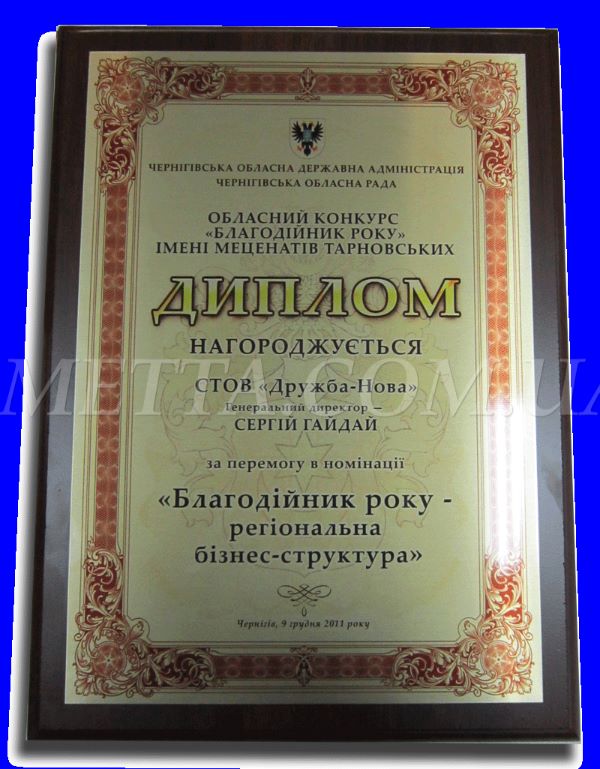 ЧЕРНІГІВСЬКА ОБЛАСНА ДЕРЖАВНА АДМІНІСТРАЦІЯ
ЧЕРНІГІВСЬКА ОБЛАСНА РАДА
ОБЛАСНИЙ КОНКУРС
«БЛАГОДІЙНИК РОКУ»
ІМЕНІ МЕЦЕНАТІВ ТАРНОВСЬКИХ
ДИПЛОМ
НАГОРОДЖУЄТЬСЯ
METTA.COM.UA
СТОВ «Дружба-Нова»
Генеральний директор –
СЕРГІЙ ГАЙДАЙ
за перемогу в номінації
«Благодійник року -
регіональна
бізнес-структура»
Чернігів, 9 грудня 2011 року